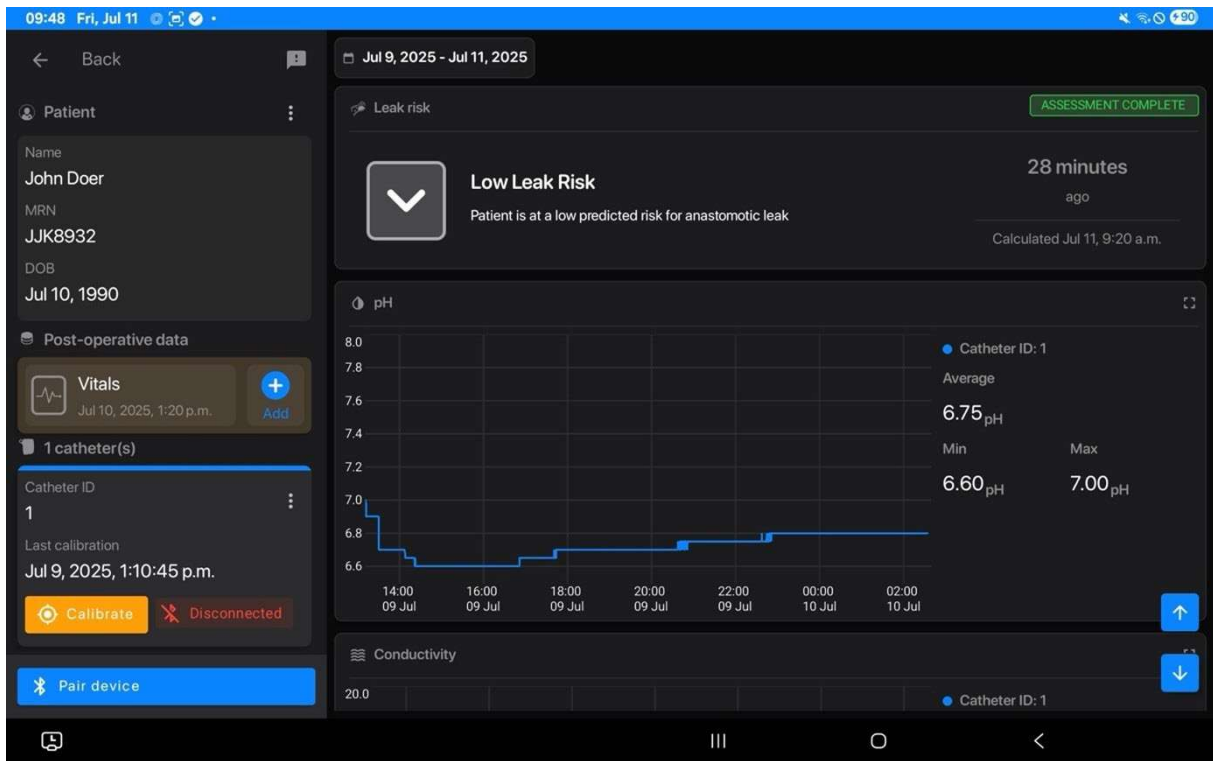 09:48 Fri, Jul 11
90
Back
Patient
Name
John Doer
MRN
JJK8932
DOB
Jul 10, 1990
Post-operative data
Vitals
Jul 10, 2025, 1:20 p.m.
Add
1 catheter(s)
Catheter ID
1
Last calibration
Jul 9, 2025, 1:10:45 p.m.
Calibrate
Disconnected
Pair device
Jul 9, 2025 - Jul 11, 2025
Leak risk
ASSESSMENT COMPLETE
Low Leak Risk
Patient is at a low predicted risk for anastomotic leak
28 minutes
ago
Calculated Jul 11, 9:20 a.m.
pH
8.0
7.8
7.6
7.4
7.2
7.0
6.8
6.6
14:00 16:00 18:00 20:00 22:00 00:00 02:00
09 Jul 09 Jul 09 Jul 09 Jul 09 Jul 10 Jul 10 Jul
Catheter ID: 1
Average
6.75 pH
Min Max
6.60 pH 7.00 pH
Conductivity
20.0
Catheter ID: 1